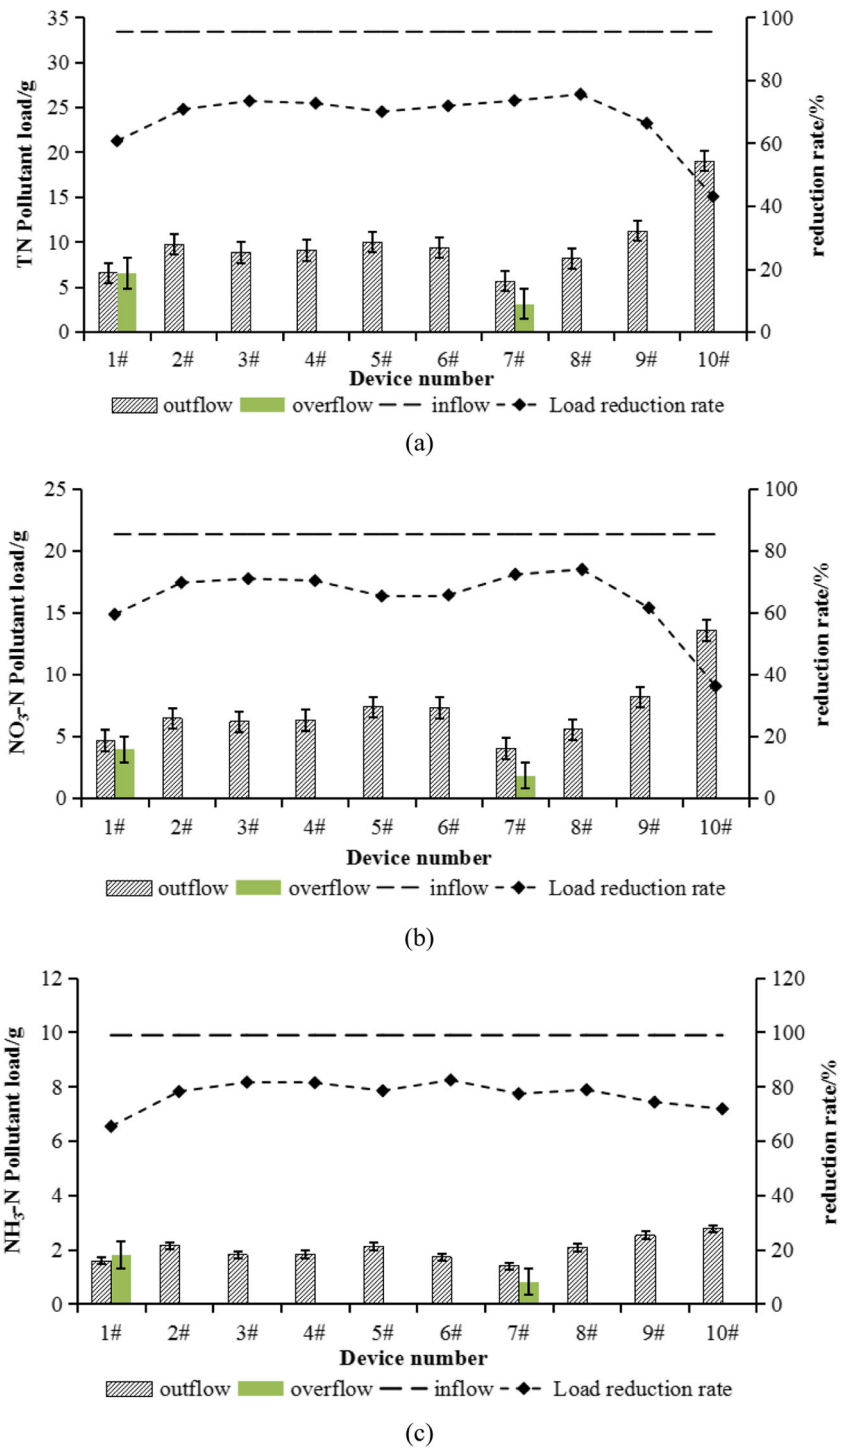 35
30
25
20
15
10
5
0
TN Pollutant load/g
100
80
60
40
20
0
reduction rate/%
1# 2# 3# 4# 5# 6# 7# 8# 9# 10#
Device number
outflow overflow inflow Load reduction rate
(a)
25
20
15
10
5
0
NO3-N Pollutant load/g
100
80
60
40
20
0
reduction rate/%
1# 2# 3# 4# 5# 6# 7# 8# 9# 10#
Device number
outflow overflow inflow Load reduction rate
(b)
12
10
8
6
4
2
0
NH3-N Pollutant load/g
120
100
80
60
40
20
0
reduction rate/%
1# 2# 3# 4# 5# 6# 7# 8# 9# 10#
Device number
outflow overflow inflow Load reduction rate
(c)